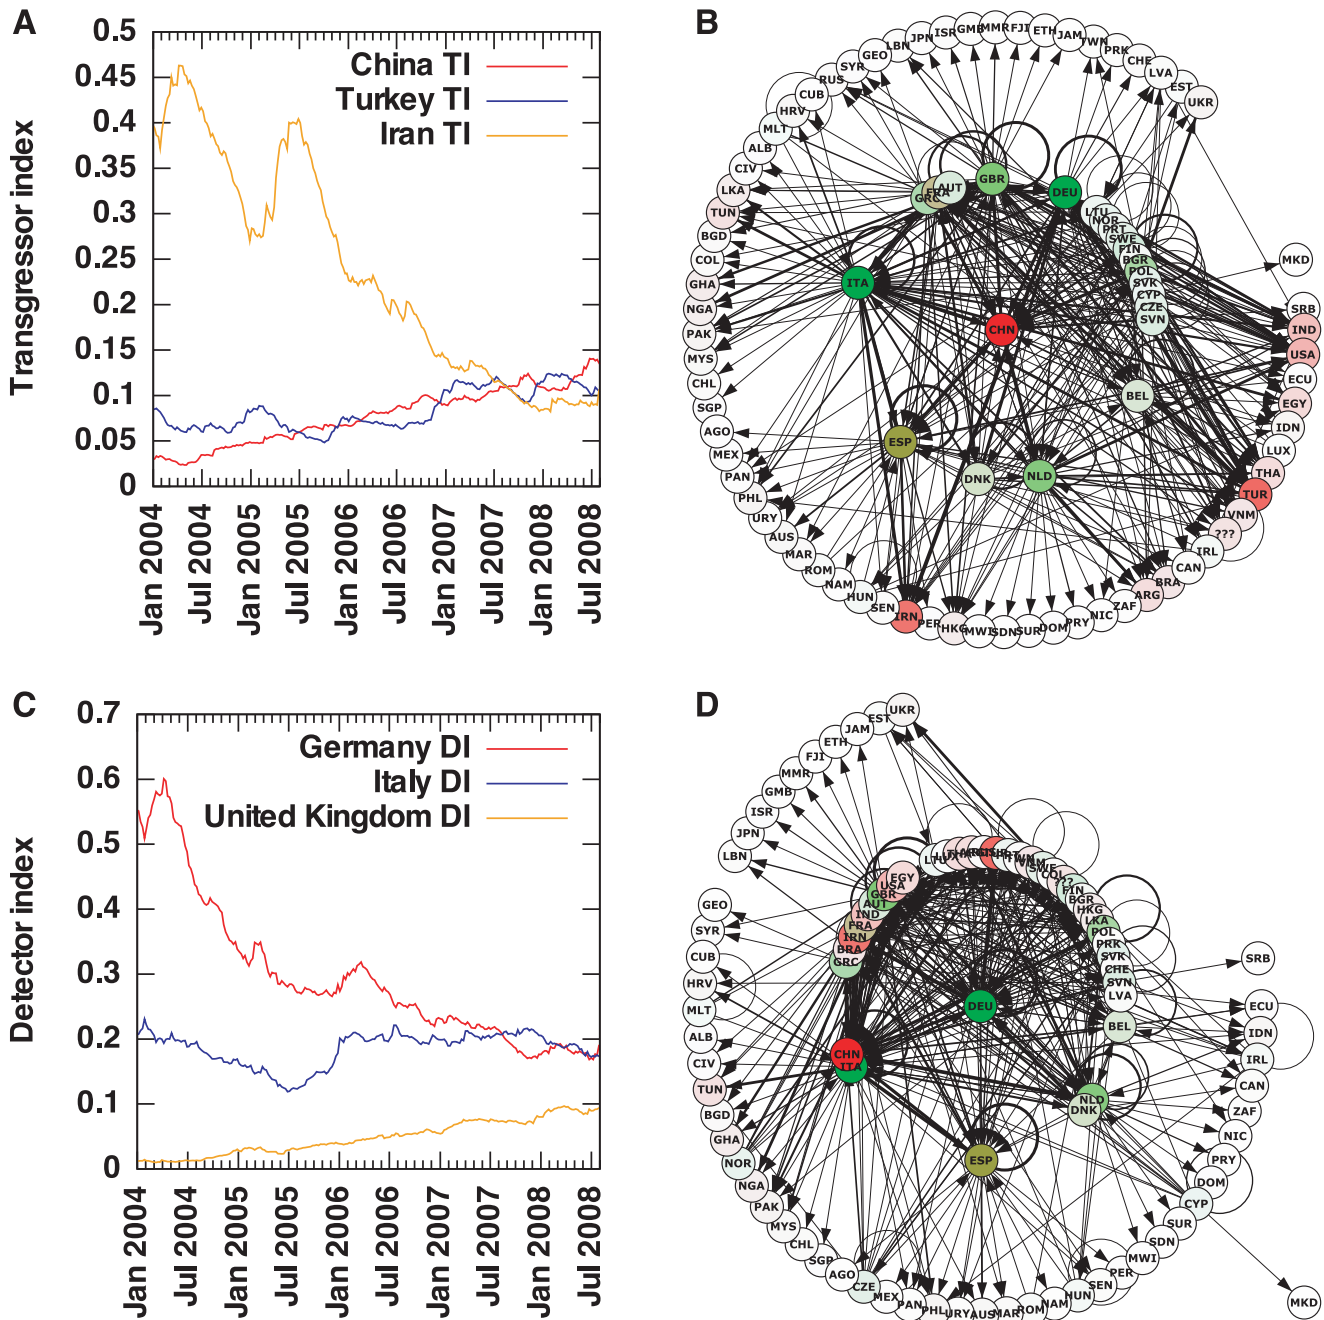 A
Transgressor index
0.5
0.45
0.4
0.35
0.3
0.25
0.2
0.15
0.1
0.05
0
China TI
Turkey TI
Iran TI
Jan 2004
Jul 2004
Jan 2005
Jul 2005
Jan 2006
Jul 2006
Jan 2007
Jul 2007
Jan 2008
Jul 2008
B
MMR
FJI
ETH
JAM
TWN
PRK
CHE
LVA
EST
UKR
GMB
ISR
JPN
LBN
GEO
SYR
RUS
CUB
HRV
MLT
ALB
CIV
LKA
TUN
BGD
COL
GHA
NGA
PAK
MYS
CHL
SGP
AGO
MEX
PAN
PHL
URY
AUS
MAR
ROM
NAM
HUN
SEN
IRN
PER
HKG
MWI
SDN
SUR
DOM
PRY
NIC
ZAF
ARG
BRA
CAN
IRL
???
VNM
TUR
THA
LUX
IDN
EGY
ECU
USA
IND
SRB
MKD
GRC
FRA
AUT
GBR
DEU
LTU
NOR
PRT
SWE
FIN
BGR
POL
SVK
CYP
CZE
SVN
ITA
CHN
BEL
ESP
DNK
NLD
C
Detector index
0.7
0.6
0.5
0.4
0.3
0.2
0.1
0
Germany DI
Italy DI
United Kingdom DI
Jan 2004
Jul 2004
Jan 2005
Jul 2005
Jan 2006
Jul 2006
Jan 2007
Jul 2007
Jan 2008
Jul 2008
D
UKR
EST
JAM
ETH
FJI
MMR
GMB
ISR
JPN
LBN
GEO
SYR
CUB
HRV
MLT
ALB
CIV
TUN
BGD
GHA
NOR
NGA
PAK
MYS
CHL
SGP
AGO
CZE
MEX
PAN
PHL
URY
AUS
MAR
ROM
NAM
HUN
SEN
PER
MWI
SDN
SUR
CYP
DOM
PRY
NIC
ZAF
CAN
IRL
IDN
ECU
SRB
MKD
LTU
LUX
TWN
VNM
SWE
COL
???
FIN
BGR
HKG
LKA
POL
PRK
SVK
CHE
SVN
LVA
BEL
EGY
USA
GBR
AUT
IND
FRA
IRN
BRA
GRC
DEU
CHN
ITA
NLD
DNK
ESP